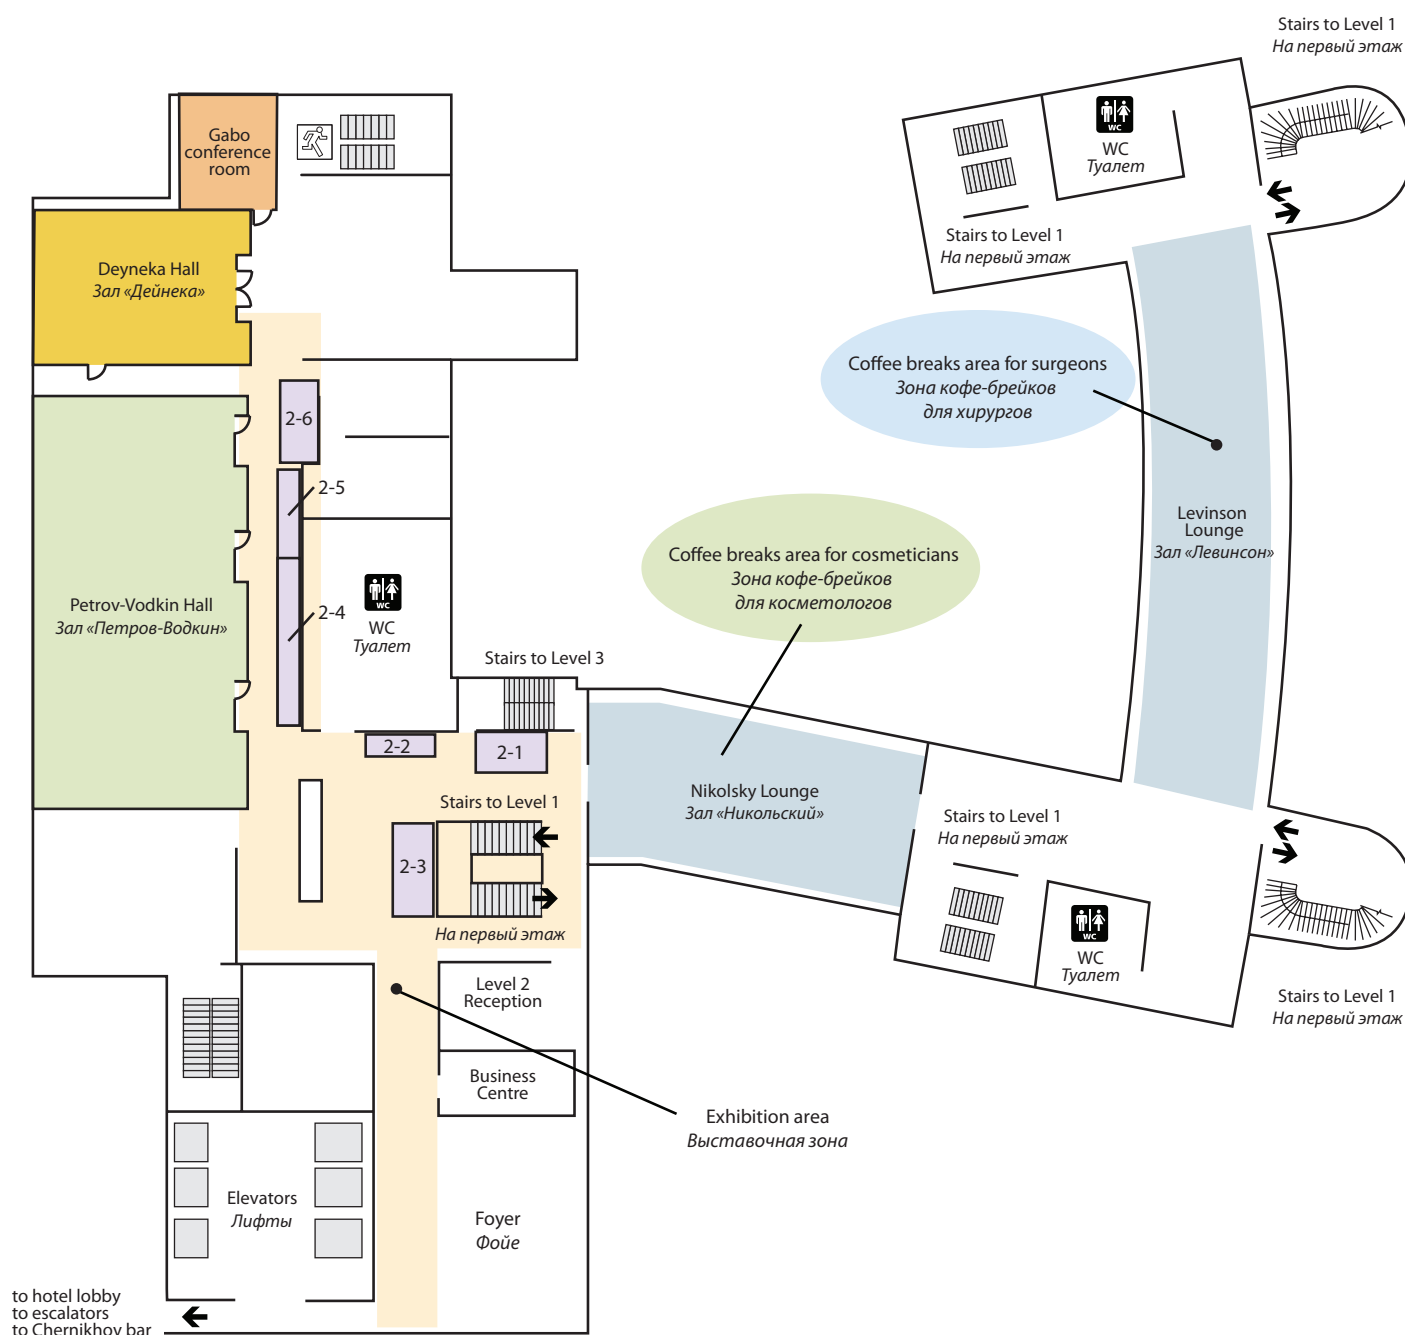 Stairs to Level 1
На первый этаж
Gabo
conference
room
WC
WC
Туалет
Stairs to Level 1
На первый этаж
Deyneka Hall
Зал «Дейнека»
Coffee breaks area for surgeons
Зона кофе-брейков
для хирургов
2-6
2-5
Levinson
Lounge
Зал «Левинсон»
Coffee breaks area for cosmeticians
Зона кофе-брейков
для косметологов
Petrov-Vodkin Hall
Зал «Петров-Водкин»
2-4
WC
WC
Туалет
Stairs to Level 3
2-2
2-1
Nikolsky Lounge
Зал «Никольский»
Stairs to Level 1
2-3
На первый этаж
Stairs to Level 1
На первый этаж
WC
WC
Туалет
Level 2
Reception
Stairs to Level 1
На первый этаж
Business
Centre
Exhibition area
Выставочная зона
Elevators
Лифты
Foyer
Фойе
to hotel lobby
to escalators
to Chernikhov bar